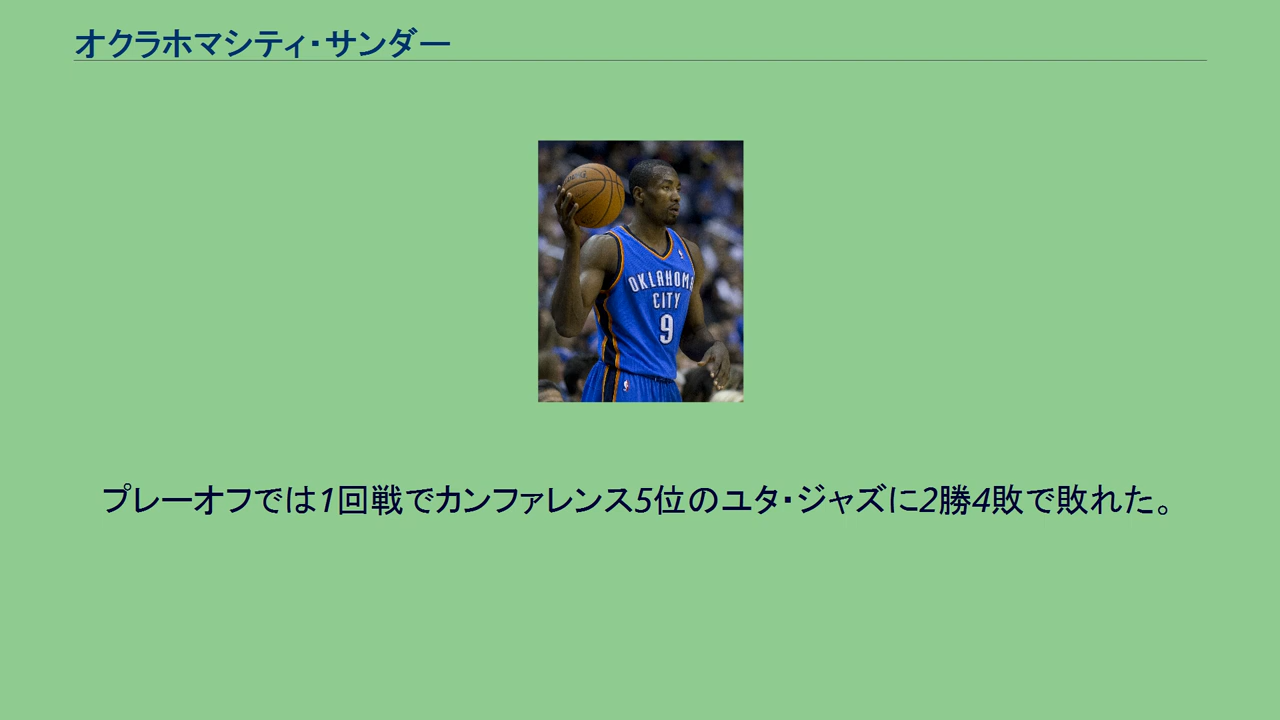 オクラホマシティ・サンダー
OKLAHOMA
CITY
9
プレーオフでは1回戦でカンファレンス5位のユタ・ジャズに2勝4敗で敗れた。